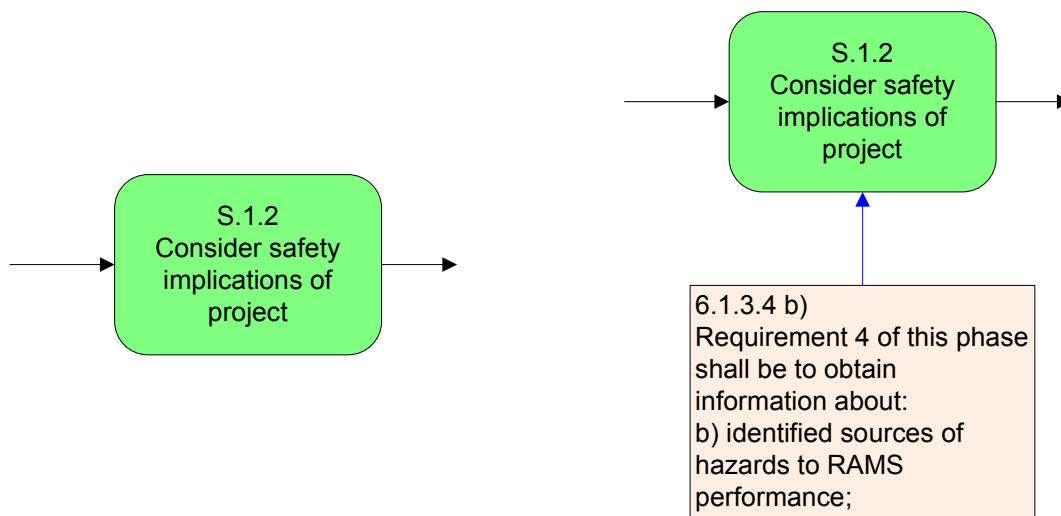 S.1.2
Consider safety
implications of
project
S.1.2
Consider safety
implications of
project
6.1.3.4 b)
Requirement 4 of this phase
shall be to obtain
information about:
b) identified sources of
hazards to RAMS
performance;